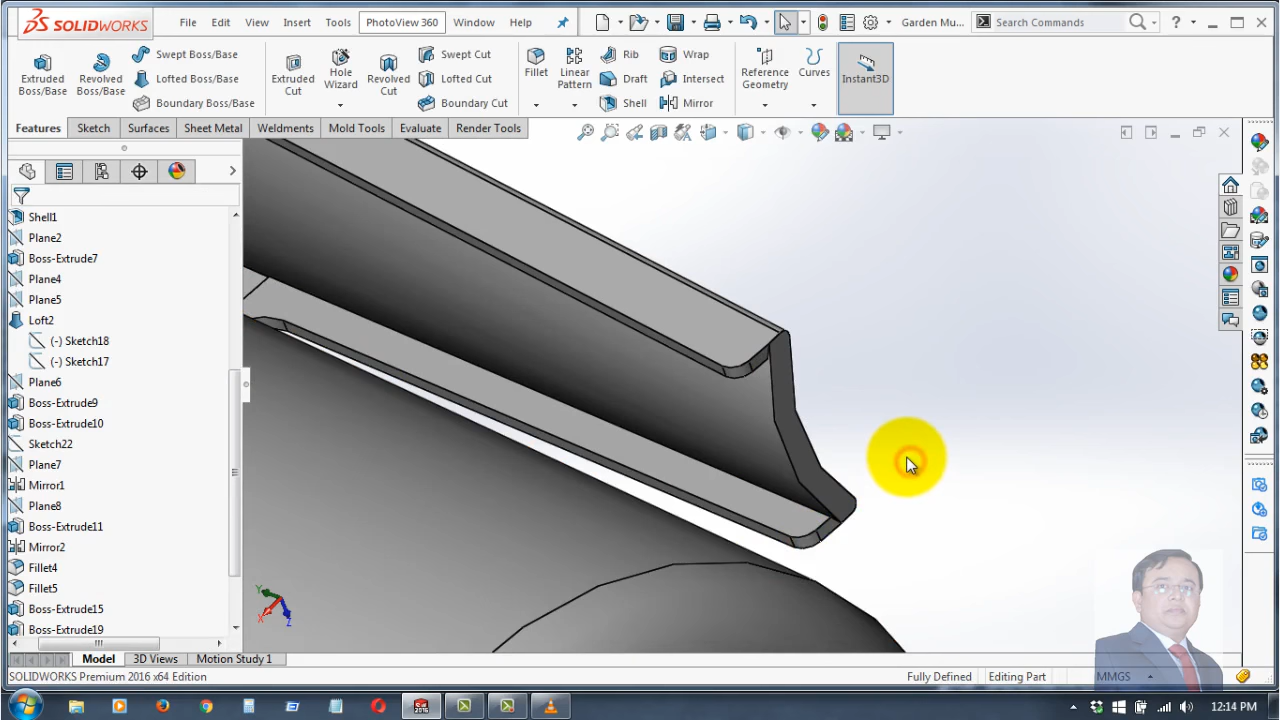 SOLIDWORKS
File Edit View Insert Tools PhotoView 360 Window Help
Garden Mu...
Search Commands
Extruded Boss/Base
Revolved Boss/Base
Swept Boss/Base
Lofted Boss/Base
Boundary Boss/Base
Extruded Cut
Hole Wizard
Revolved Cut
Swept Cut
Lofted Cut
Boundary Cut
Fillet
Linear Pattern
Rib
Draft
Shell
Wrap
Intersect
Mirror
Reference Geometry
Curves
Instant3D
Features Sketch Surfaces Sheet Metal Weldments Mold Tools Evaluate Render Tools
Shell1
Plane2
Boss-Extrude7
Plane4
Plane5
Loft2
(-) Sketch18
(-) Sketch17
Plane6
Boss-Extrude9
Boss-Extrude10
Sketch22
Plane7
Mirror1
Plane8
Boss-Extrude11
Mirror2
Fillet4
Fillet5
Boss-Extrude15
Boss-Extrude19
Y
X
Z
Model 3D Views Motion Study 1
SOLIDWORKS Premium 2016 x64 Edition
Fully Defined Editing Part MMGS
12:14 PM